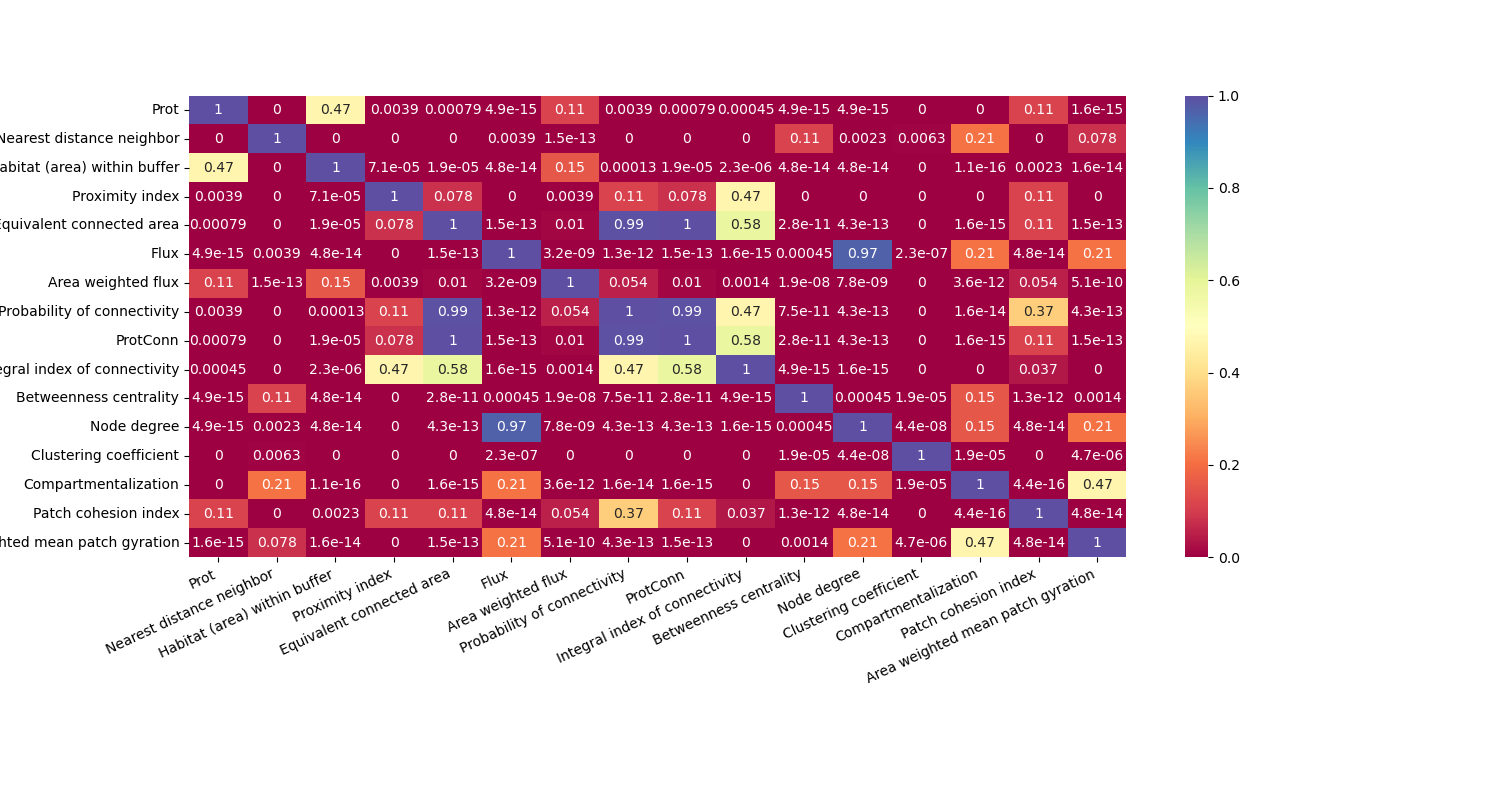 Prot 1 0 0.47 0.0039 0.00079 4.9e-15 0.11 0.0039 0.00079 0.00045 4.9e-15 4.9e-15 0 0 0.11 1.6e-15
Nearest distance neighbor 0 1 0 0 0 0.0039 1.5e-13 0 0 0 0.11 0.0023 0.0063 0.21 0 0.078
abitat (area) within buffer 0.47 0 1 7.1e-05 1.9e-05 4.8e-14 0.15 0.00013 1.9e-05 2.3e-06 4.8e-14 4.8e-14 0 1.1e-16 0.0023 1.6e-14
Proximity index 0.0039 0 7.1e-05 1 0.078 0 0.0039 0.11 0.078 0.47 0 0 0 0 0.11 0
Equivalent connected area 0.00079 0 1.9e-05 0.078 1 1.5e-13 0.01 0.99 1 0.58 2.8e-11 4.3e-13 0 1.6e-15 0.11 1.5e-13
Flux 4.9e-15 0.0039 4.8e-14 0 1.5e-13 1 3.2e-09 1.3e-12 1.5e-13 1.6e-15 0.00045 0.97 2.3e-07 0.21 4.8e-14 0.21
Area weighted flux 0.11 1.5e-13 0.15 0.0039 0.01 3.2e-09 1 0.054 0.01 0.0014 1.9e-08 7.8e-09 0 3.6e-12 0.054 5.1e-10
Probability of connectivity 0.0039 0 0.00013 0.11 0.99 1.3e-12 0.054 1 0.99 0.47 7.5e-11 4.3e-13 0 1.6e-14 0.37 4.3e-13
ProtConn 0.00079 0 1.9e-05 0.078 1 1.5e-13 0.01 0.99 1 0.58 2.8e-11 4.3e-13 0 1.6e-15 0.11 1.5e-13
egral index of connectivity 0.00045 0 2.3e-06 0.47 0.58 1.6e-15 0.0014 0.47 0.58 1 4.9e-15 1.6e-15 0 0 0.037 0
Betweenness centrality 4.9e-15 0.11 4.8e-14 0 2.8e-11 0.00045 1.9e-08 7.5e-11 2.8e-11 4.9e-15 1 0.00045 1.9e-05 0.15 1.3e-12 0.0014
Node degree 4.9e-15 0.0023 4.8e-14 0 4.3e-13 0.97 7.8e-09 4.3e-13 4.3e-13 1.6e-15 0.00045 1 4.4e-08 0.15 4.8e-14 0.21
Clustering coefficient 0 0.0063 0 0 0 2.3e-07 0 0 0 0 1.9e-05 4.4e-08 1 1.9e-05 0 4.7e-06
Compartmentalization 0 0.21 1.1e-16 0 1.6e-15 0.21 3.6e-12 1.6e-14 1.6e-15 0 0.15 0.15 1.9e-05 1 4.4e-16 0.47
Patch cohesion index 0.11 0 0.0023 0.11 0.11 4.8e-14 0.054 0.37 0.11 0.037 1.3e-12 4.8e-14 0 4.4e-16 1 4.8e-14
hted mean patch gyration 1.6e-15 0.078 1.6e-14 0 1.5e-13 0.21 5.1e-10 4.3e-13 1.5e-13 0 0.0014 0.21 4.7e-06 0.47 4.8e-14 1
Prot
Nearest distance neighbor
Habitat (area) within buffer
Proximity index
Equivalent connected area
Flux
Area weighted flux
Probability of connectivity
ProtConn
Integral index of connectivity
Betweenness centrality
Node degree
Clustering coefficient
Compartmentalization
Patch cohesion index
Area weighted mean patch gyration
1.0
0.8
0.6
0.4
0.2
0.0